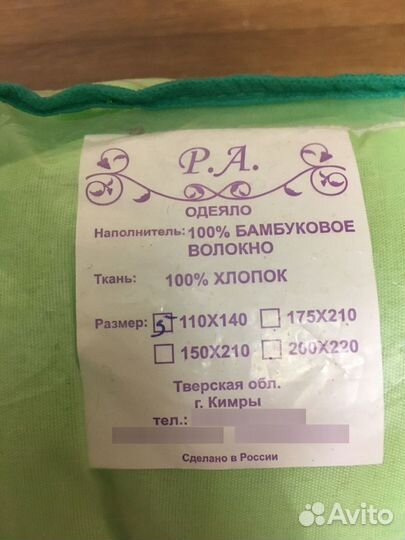 Р.А.
ОДЕЯЛО
Наполнитель: 100% БАМБУКОВОЕ
ВОЛОКНО
Ткань: 100% ХЛОПОК
Размер: 110Х140 175Х210
150Х210 200Х220
Тверская обл.
г. Кимры
тел.:
Сделано в России
Avito